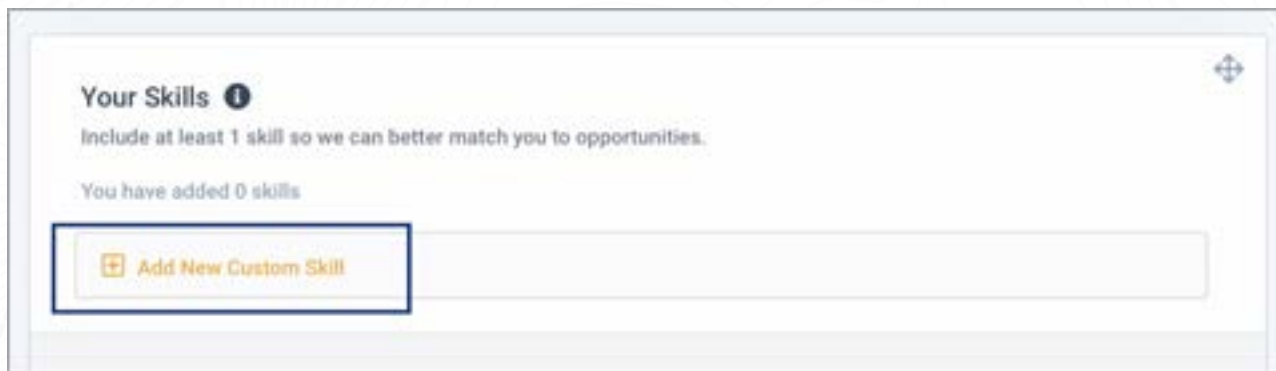 Your Skills
Include at least 1 skill so we can better match you to opportunities.
You have added 0 skills
Add New Custom Skill